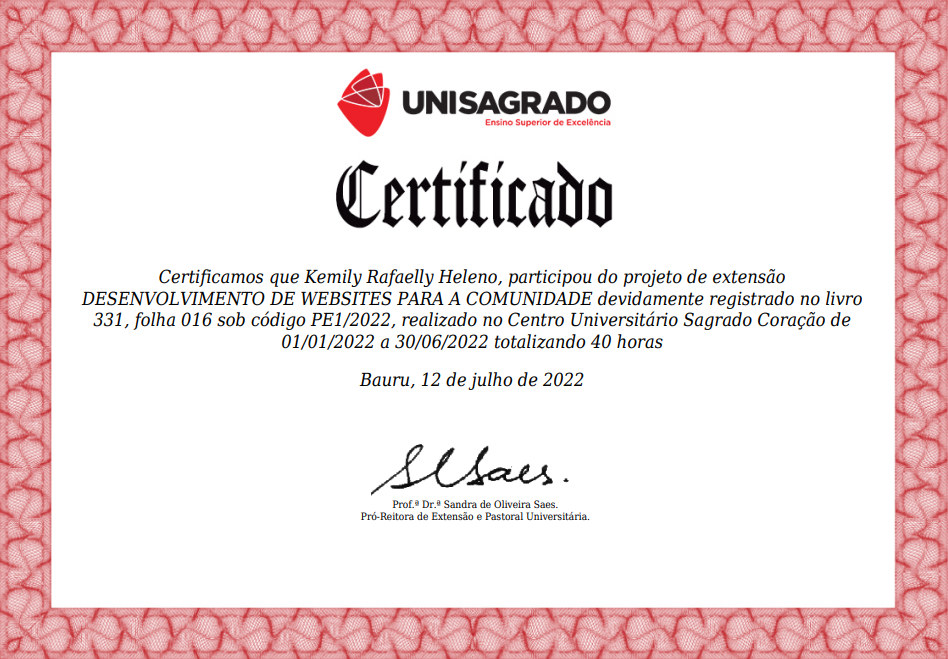 UNISAGRADO
Ensino Superior de Excelência
Certificado
Certificamos que Kemily Rafaelly Heleno, participou do projeto de extensão
DESENVOLVIMENTO DE WEBSITES PARA A COMUNIDADE devidamente registrado no livro
331, folha 016 sob código PE1/2022, realizado no Centro Universitário Sagrado Coração de
01/01/2022 a 30/06/2022 totalizando 40 horas
Bauru, 12 de julho de 2022
SCSaes.
Prof.ª Dr.ª Sandra de Oliveira Saes.
Pró-Reitora de Extensão e Pastoral Universitária.